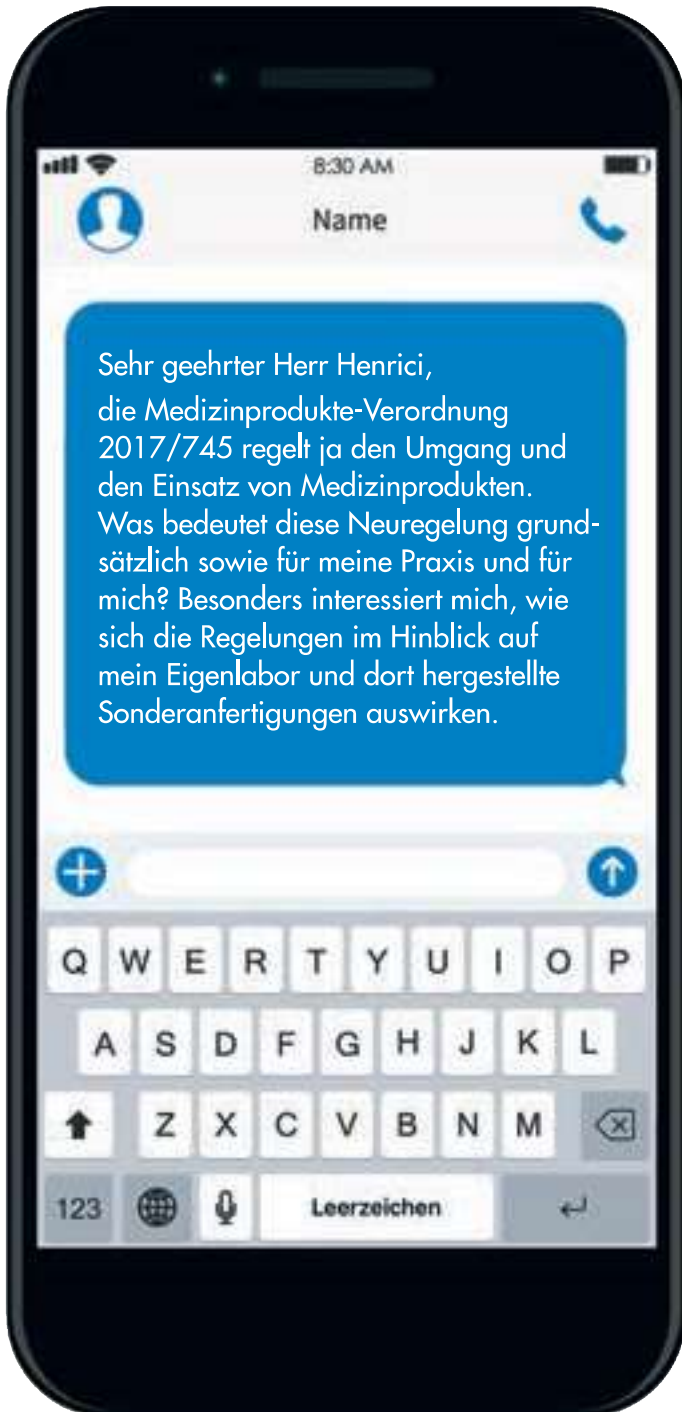 8:30 AM
Name
Sehr geehrter Herr Henrici,
die Medizinprodukte-Verordnung
2017/745 regelt ja den Umgang und
den Einsatz von Medizinprodukten.
Was bedeutet diese Neuregelung grund-
sätzlich sowie für meine Praxis und für
mich? Besonders interessiert mich, wie
sich die Regelungen im Hinblick auf
mein Eigenlabor und dort hergestellte
Sonderanfertigungen auswirken.
Q W E R T Y U I O P
A S D F G H J K L
Z X C V B N M
123 Leerzeichen